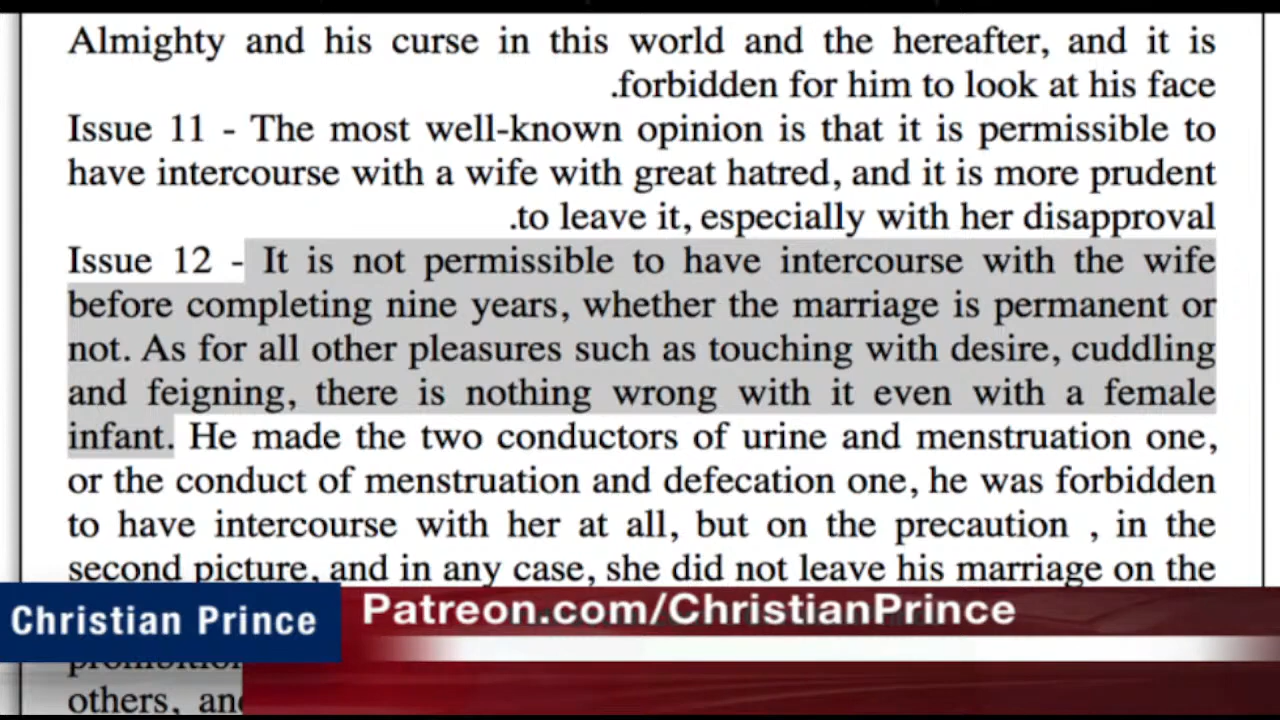 Almighty and his curse in this world and the hereafter, and it is
.forbidden for him to look at his face
Issue 11 - The most well-known opinion is that it is permissible to
have intercourse with a wife with great hatred, and it is more prudent
.to leave it, especially with her disapproval
Issue 12 - It is not permissible to have intercourse with the wife
before completing nine years, whether the marriage is permanent or
not. As for all other pleasures such as touching with desire, cuddling
and feigning, there is nothing wrong with it even with a female
infant. He made the two conductors of urine and menstruation one,
or the conduct of menstruation and defecation one, he was forbidden
to have intercourse with her at all, but on the precaution , in the
second picture, and in any case, she did not leave his marriage on the
Christian Prince
Patreon.com/ChristianPrince
others, and